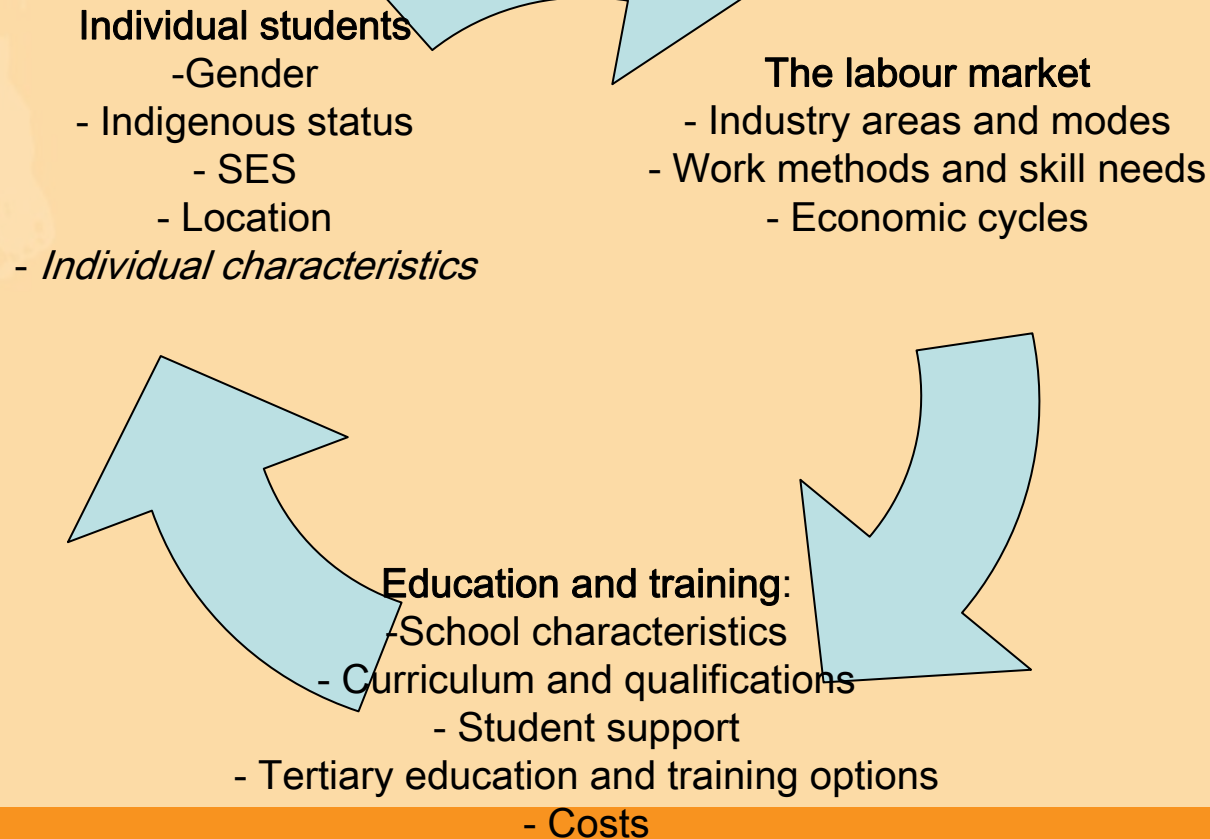 Individual students
-Gender
- Indigenous status
- SES
- Location
- Individual characteristics
The labour market
- Industry areas and modes
- Work methods and skill needs
- Economic cycles
Education and training:
-School characteristics
- Curriculum and qualifications
- Student support
- Tertiary education and training options
- Costs